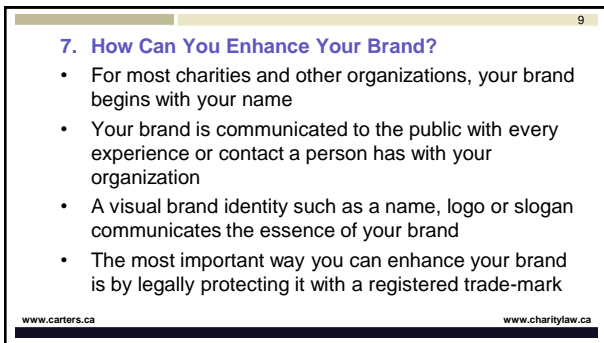 9
7. How Can You Enhance Your Brand?
• For most charities and other organizations, your brand
begins with your name
• Your brand is communicated to the public with every
experience or contact a person has with your
organization
• A visual brand identity such as a name, logo or slogan
communicates the essence of your brand
• The most important way you can enhance your brand
is by legally protecting it with a registered trade-mark
www.carters.ca www.charitylaw.ca